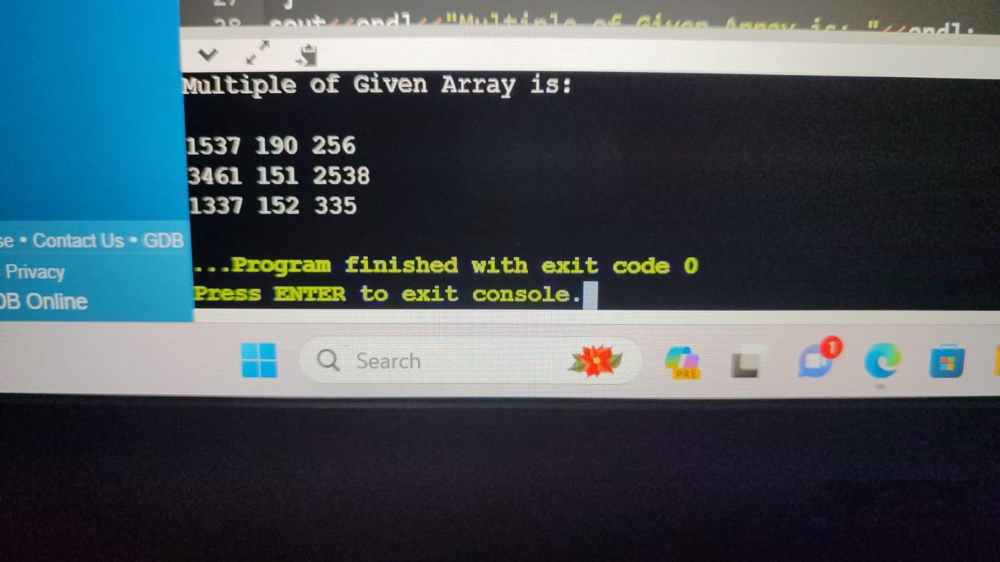 27 }
28 cout<<endl<<"Multiple of Given Array is: "<<endl;
Multiple of Given Array is:
1537 190 256
3461 151 2538
1337 152 335
se • Contact Us • GDB
Privacy
DB Online
...Program finished with exit code 0
Press ENTER to exit console.
Search
PRE
1